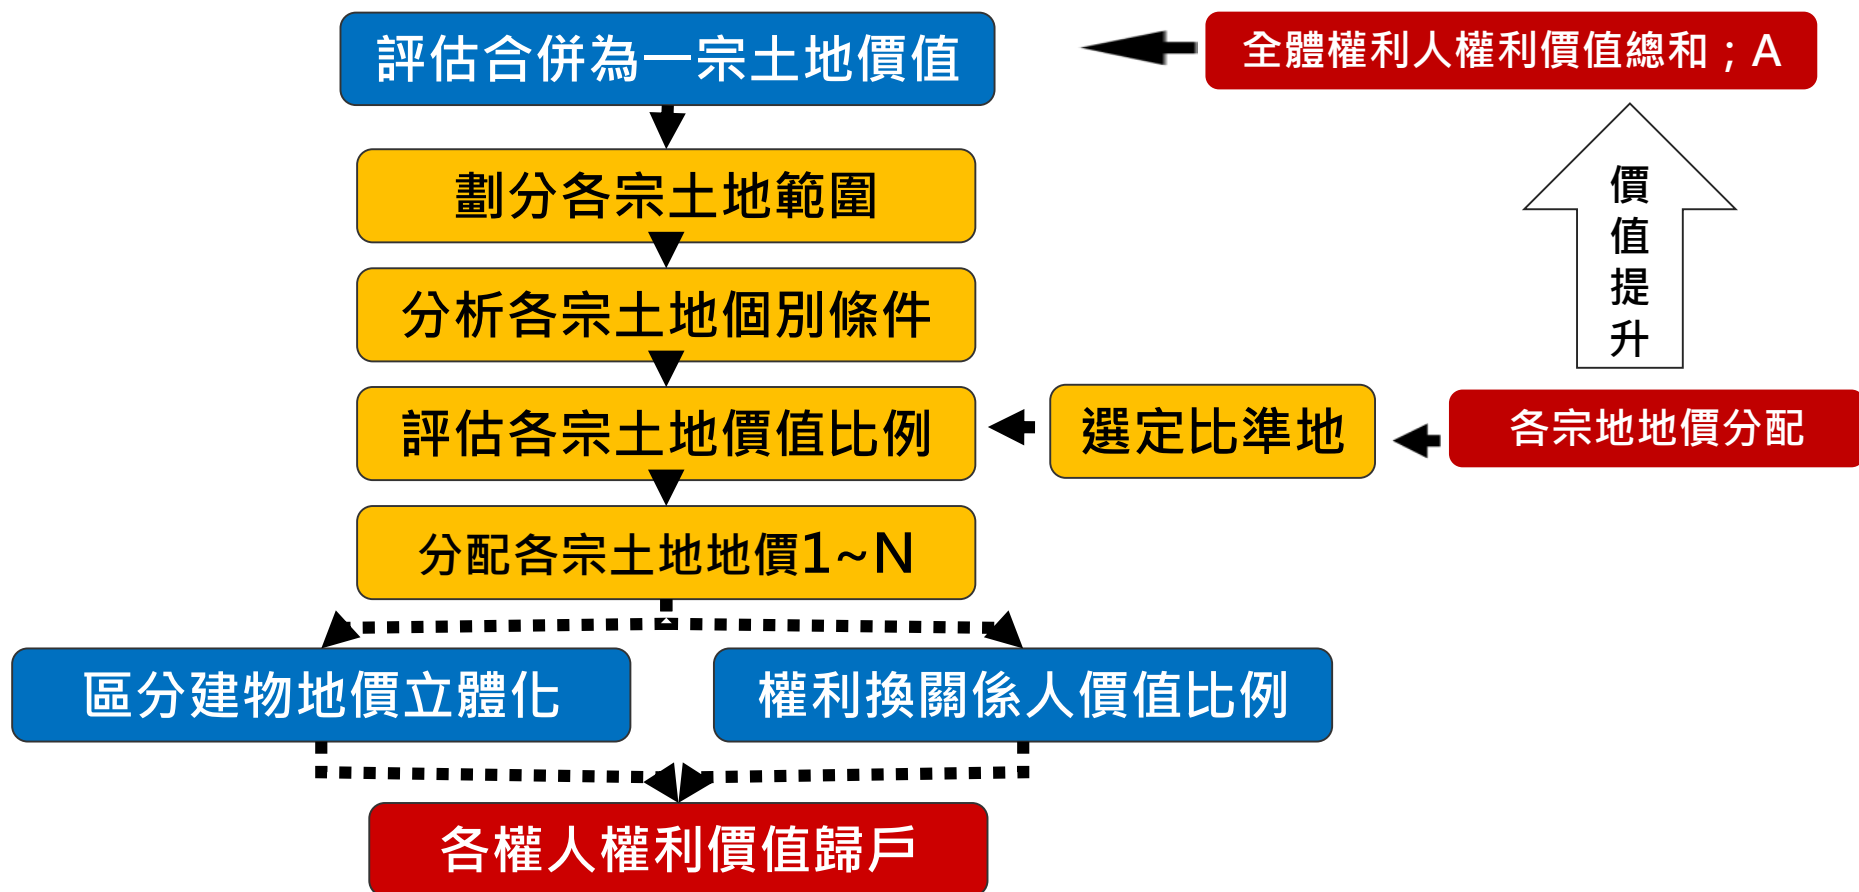 評估合併為一宗土地價值
全體權利人權利價值總和；A
劃分各宗土地範圍
價值提升
分析各宗土地個別條件
評估各宗土地價值比例
選定比準地
各宗地地價分配
分配各宗土地地價1~N
區分建物地價立體化
權利換關係人價值比例
各權人權利價值歸戶